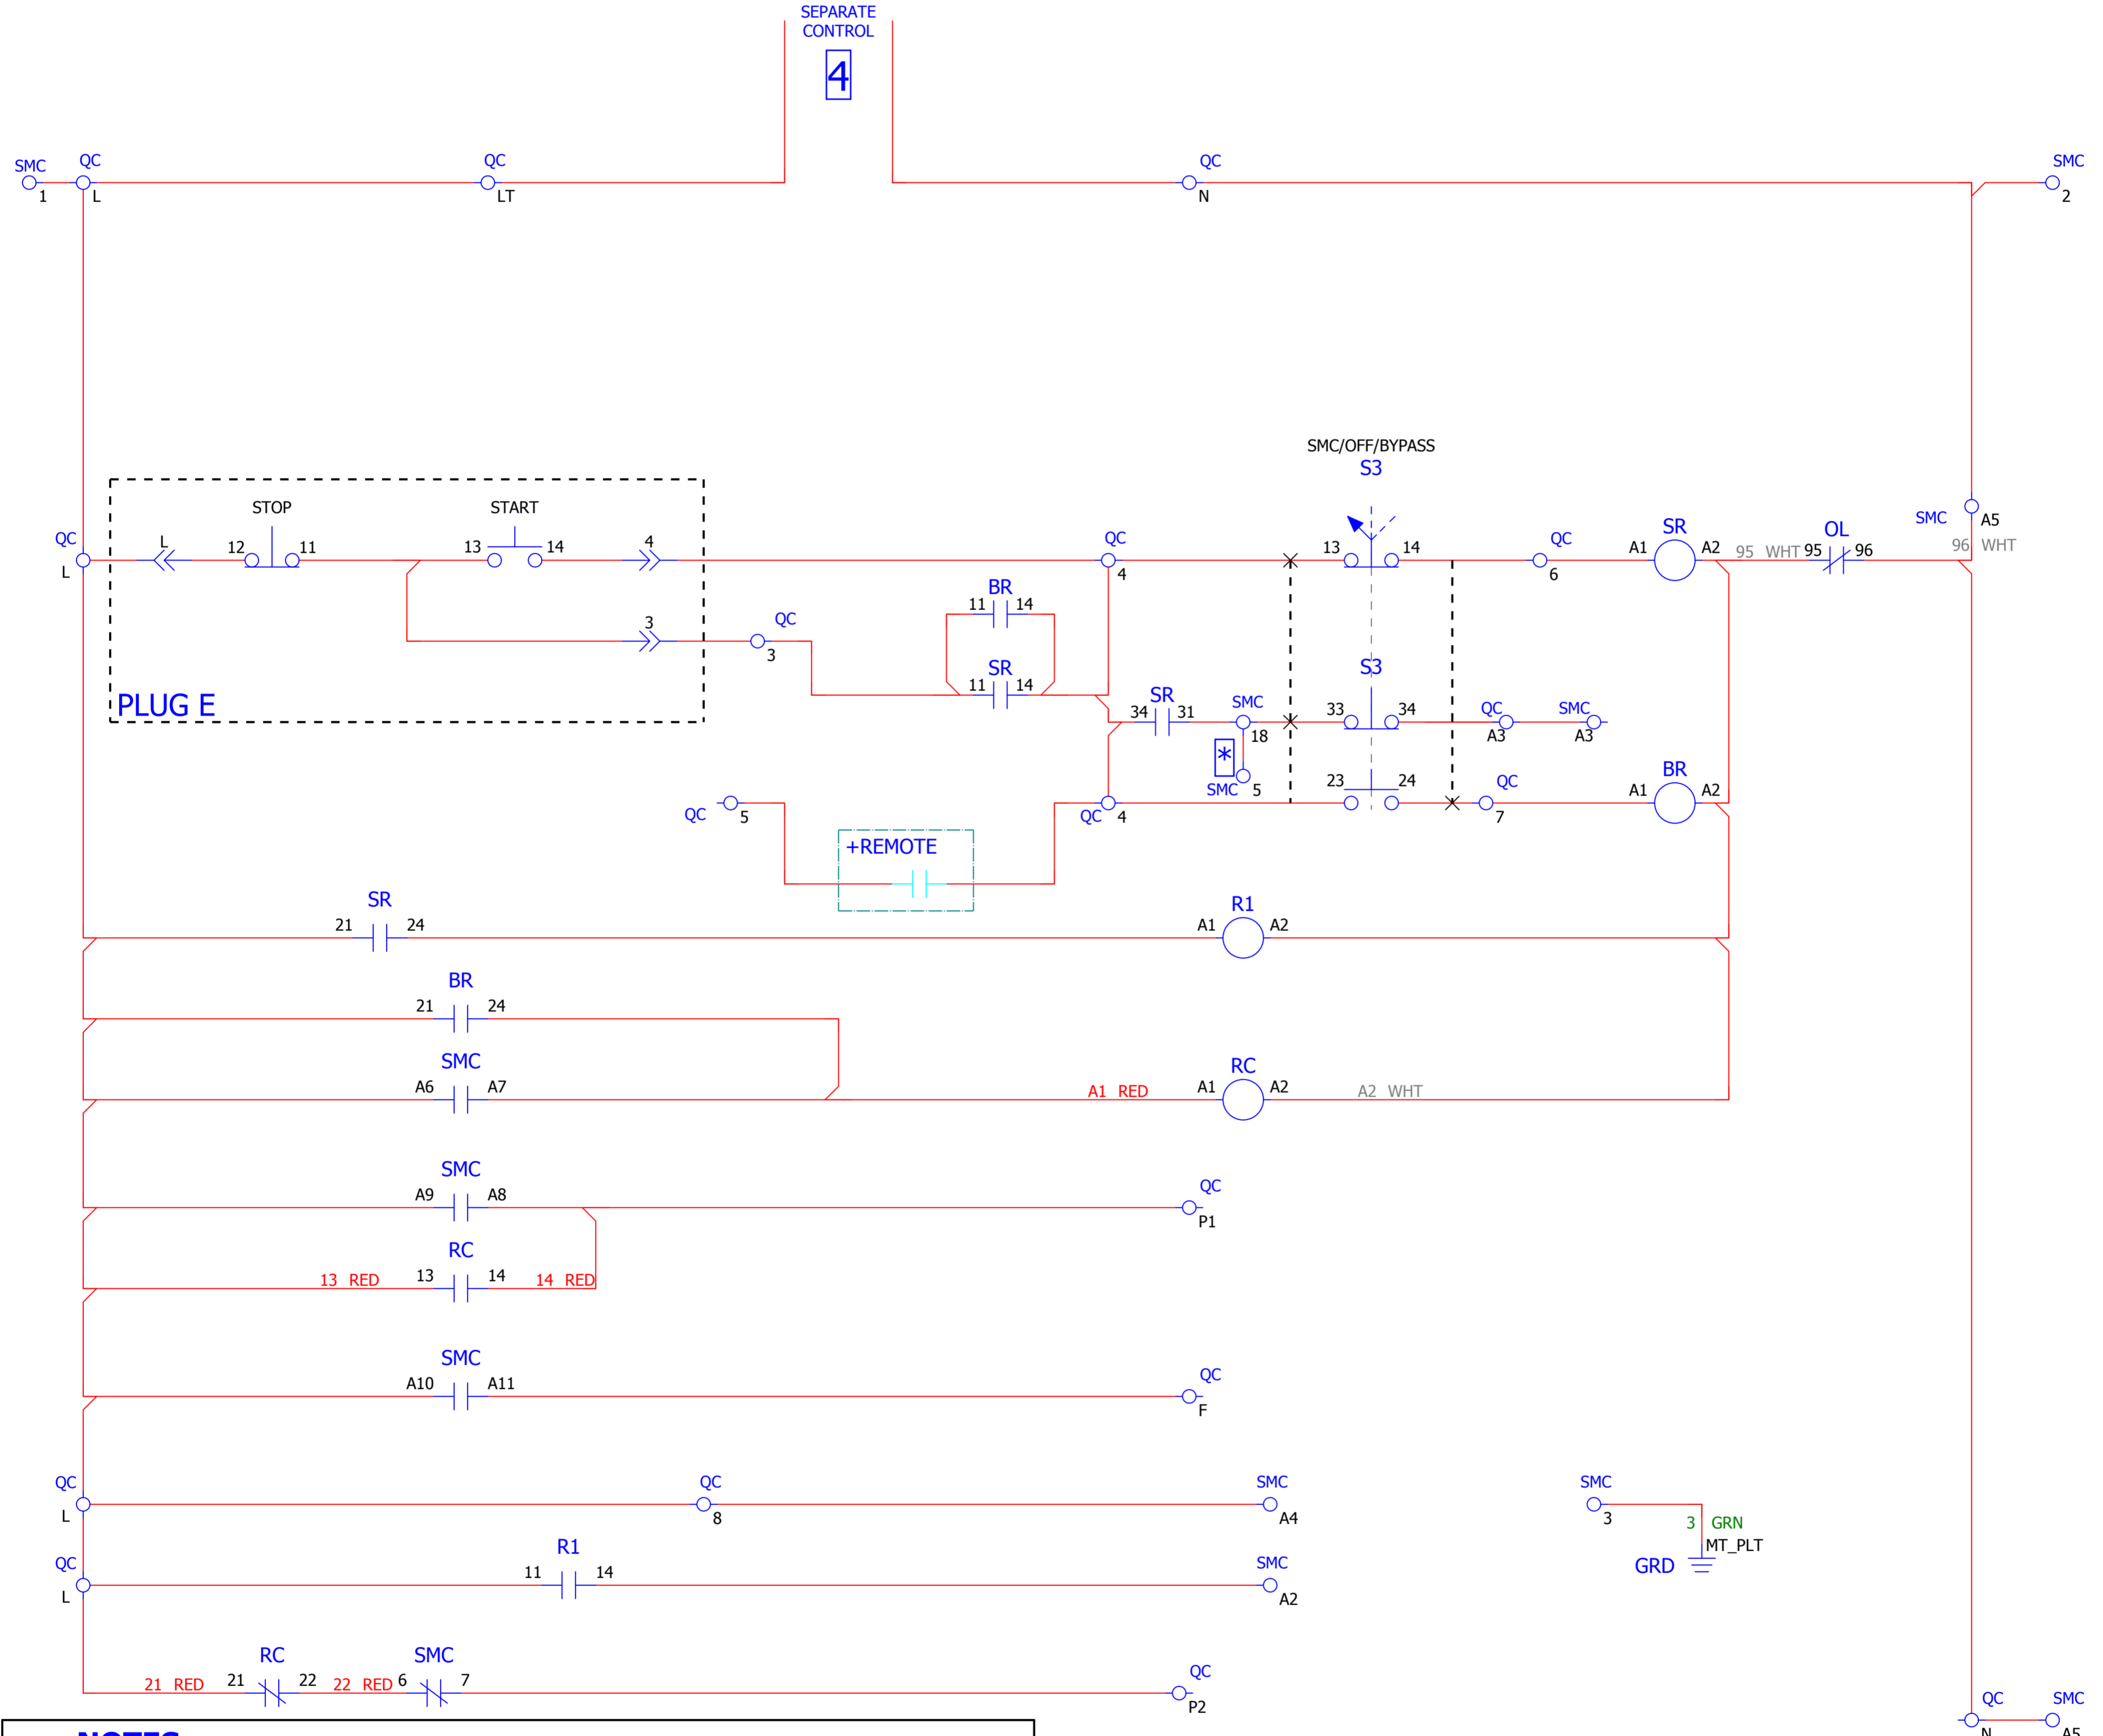 SEPARATE
CONTROL
4
SMC QC QC QC SMC
1 L LT N 2
SMC/OFF/BYPASS
S3
STOP START
QC L 12 11 13 14 4 QC 13 14 QC SR OL SMC A5
L 4 6 A1 A2 95 WHT 95 96 96 WHT
BR
11 14
3 QC
3
SR S3
11 14
PLUG E
SR SMC QC SMC
34 31 18 33 34 A3 A3
*
SMC 5
23 24 QC BR
QC 5 QC 4 7 A1 A2
+REMOTE
SR R1
21 24 A1 A2
BR
21 24
SMC RC
A6 A7 A1 RED A1 A2 A2 WHT
SMC QC
A9 A8 P1
RC
13 RED 13 14 14 RED
SMC QC
A10 A11 F
QC QC SMC SMC
L 8 A4 3 3 GRN
MT_PLT
GRD
QC R1 SMC
L 11 14 A2
RC SMC QC
21 RED 21 22 22 RED 6 7 P2
QC SMC
N A5
NOTES